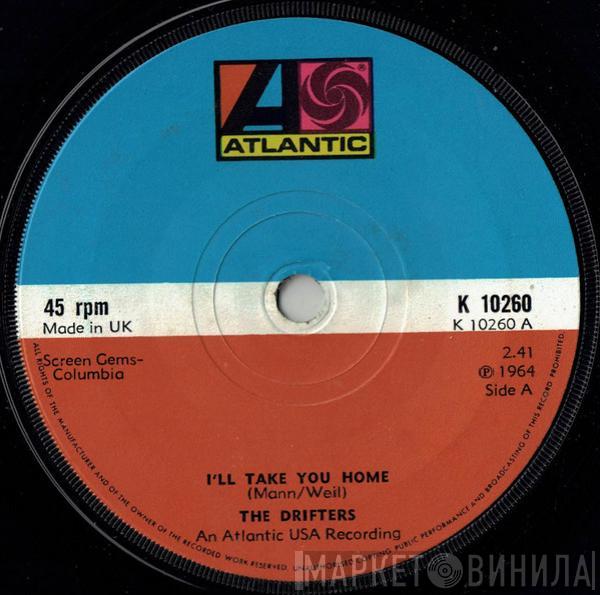 ATLANTIC
45 rpm
Made in UK
K 10260
K 10260 A
Screen Gems-
Columbia
2.41
℗ 1964
Side A
I'LL TAKE YOU HOME
(Mann/Weil)
THE DRIFTERS
An Atlantic USA Recording
ALL RIGHTS OF THE MANUFACTURER AND OF THE OWNER OF THE RECORDED WORK RESERVED. UNAUTHORISED COPYING, PUBLIC PERFORMANCE AND BROADCASTING OF THIS RECORD PROHIBITED.
МАРКЕТ ВИНИЛА